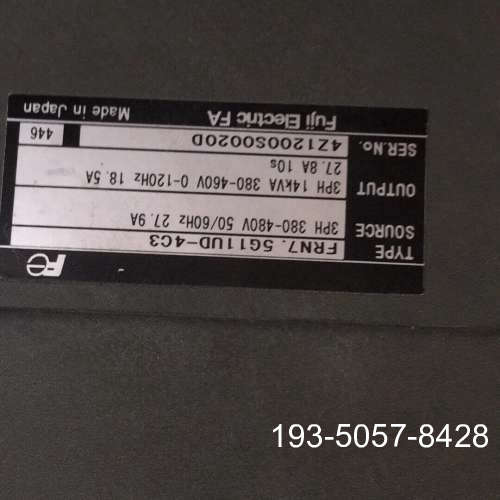 Fe
TYPE FRN7.5G11UD-4C3
SOURCE 3PH 380-480V 50/60Hz 27.9A
OUTPUT 3PH 14kVA 380-460V 0-120Hz 18.5A
27.8A 10s
SER.No. 4Z1200S0020D 446
Fuji Electric FA Made in Japan
193-5057-8428